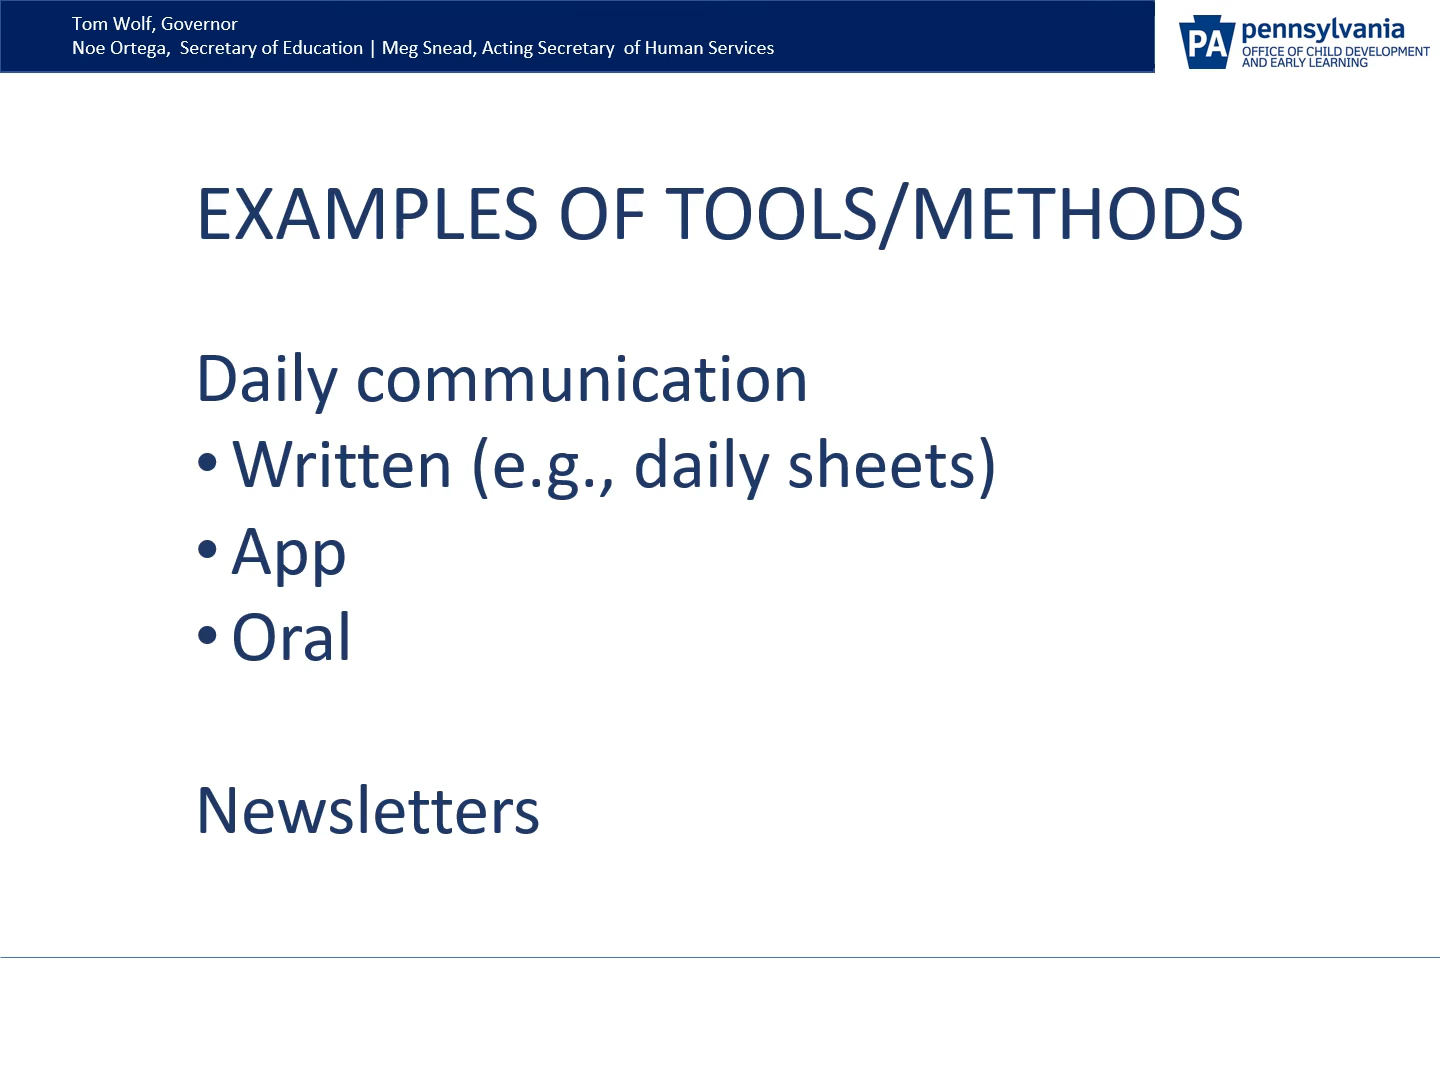 Tom Wolf, Governor
Noe Ortega, Secretary of Education | Meg Snead, Acting Secretary of Human Services
PA pennsylvania
OFFICE OF CHILD DEVELOPMENT
AND EARLY LEARNING
EXAMPLES OF TOOLS/METHODS
Daily communication
• Written (e.g., daily sheets)
• App
• Oral
Newsletters